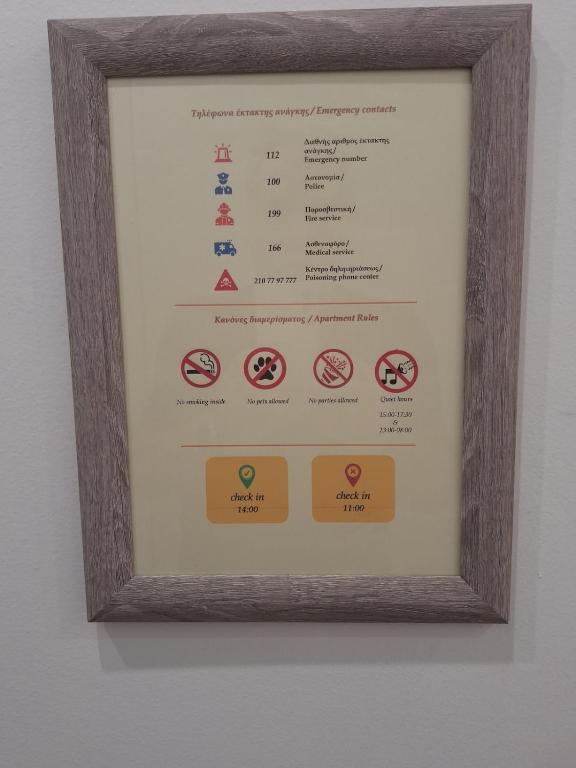 Τηλέφωνα έκτακτης ανάγκης / Emergency contacts
112
Διεθνής αριθμος έκτακτης
ανάγκης /
Emergency number
100
Αστυνομία /
Police
199
Πυροσβεστική /
Fire service
166
Ασθενοφόρο /
Medical service
210 77 97 777
Κέντρο δηλητηριάσεως /
Poisoning phone center
Κανόνες διαμερίσματος / Apartment Rules
No smoking inside
No pets allowed
No parties allowed
Quiet hours
15:00-17:30
&
23:00-08:00
check in
14:00
check in
11:00